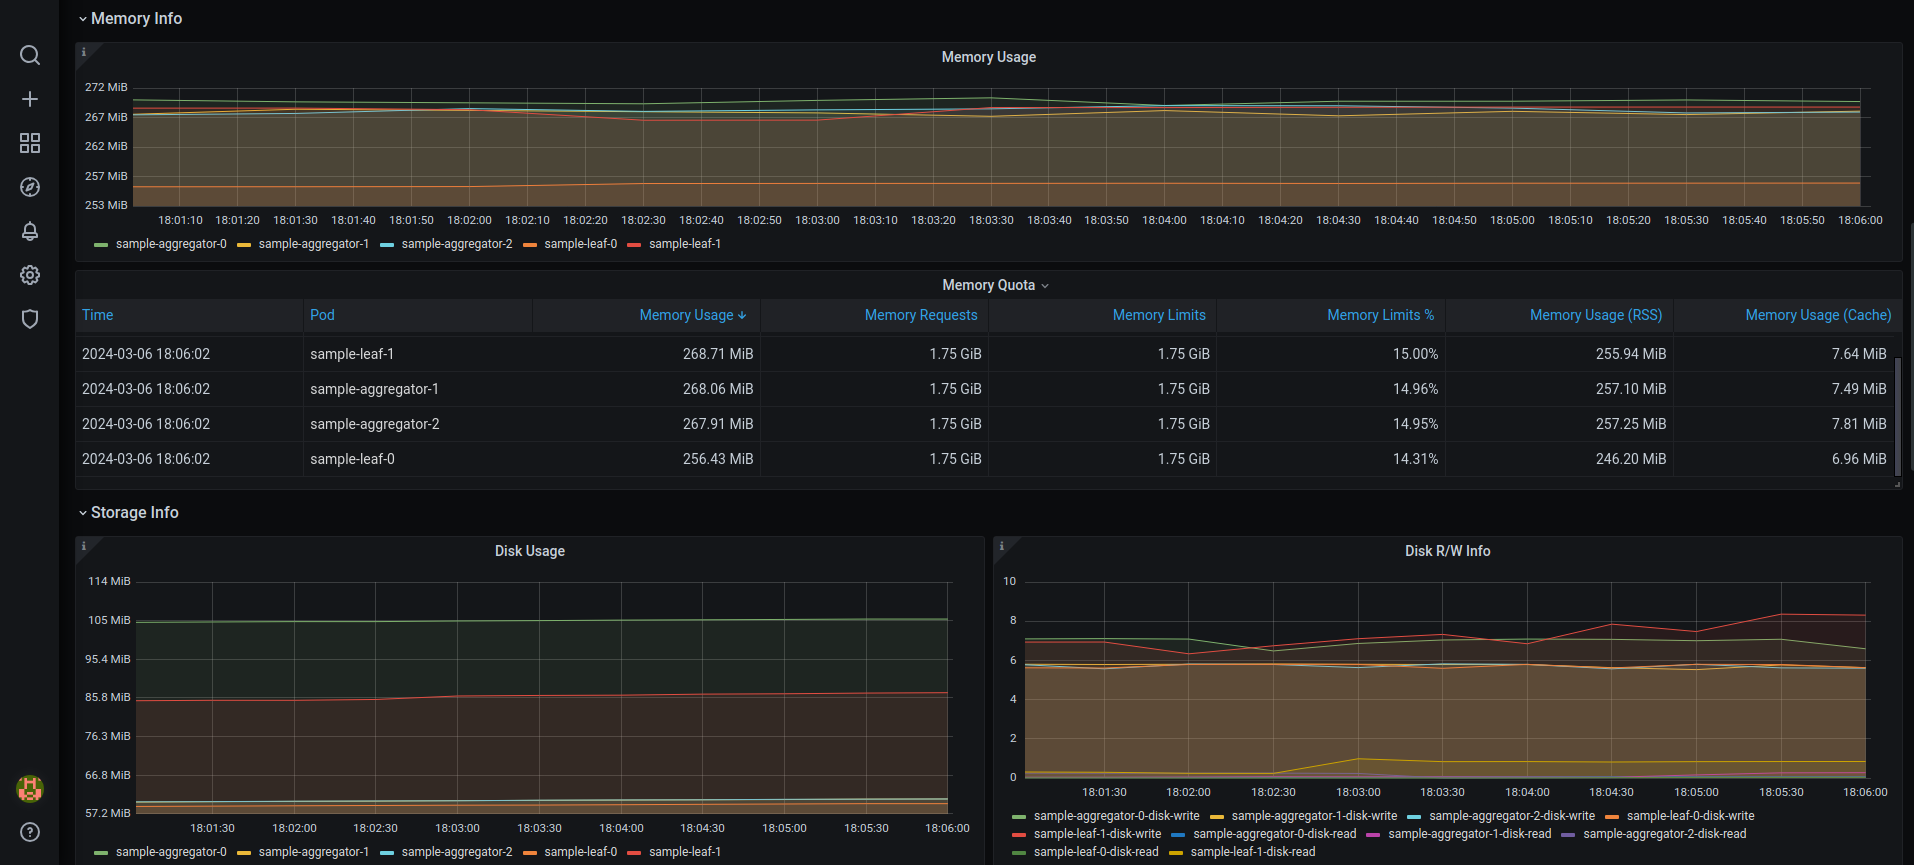 Memory Info
Memory Usage
272 MiB
267 MiB
262 MiB
257 MiB
253 MiB
18:01:10 18:01:20 18:01:30 18:01:40 18:01:50 18:02:00 18:02:10 18:02:20 18:02:30 18:02:40 18:02:50 18:03:00 18:03:10 18:03:20 18:03:30 18:03:40 18:03:50 18:04:00 18:04:10 18:04:20 18:04:30 18:04:40 18:04:50 18:05:00 18:05:10 18:05:20 18:05:30 18:05:40 18:05:50 18:06:00
sample-aggregator-0 sample-aggregator-1 sample-aggregator-2 sample-leaf-0 sample-leaf-1
Memory Quota
Time Pod Memory Usage Memory Requests Memory Limits Memory Limits % Memory Usage (RSS) Memory Usage (Cache)
2024-03-06 18:06:02 sample-leaf-1 268.71 MiB 1.75 GiB 1.75 GiB 15.00% 255.94 MiB 7.64 MiB
2024-03-06 18:06:02 sample-aggregator-1 268.06 MiB 1.75 GiB 1.75 GiB 14.96% 257.10 MiB 7.49 MiB
2024-03-06 18:06:02 sample-aggregator-2 267.91 MiB 1.75 GiB 1.75 GiB 14.95% 257.25 MiB 7.81 MiB
2024-03-06 18:06:02 sample-leaf-0 256.43 MiB 1.75 GiB 1.75 GiB 14.31% 246.20 MiB 6.96 MiB
Storage Info
Disk Usage
114 MiB
105 MiB
95.4 MiB
85.8 MiB
76.3 MiB
66.8 MiB
57.2 MiB
18:01:30 18:02:00 18:02:30 18:03:00 18:03:30 18:04:00 18:04:30 18:05:00 18:05:30 18:06:00
sample-aggregator-0 sample-aggregator-1 sample-aggregator-2 sample-leaf-0 sample-leaf-1
Disk R/W Info
10
8
6
4
2
0
18:01:30 18:02:00 18:02:30 18:03:00 18:03:30 18:04:00 18:04:30 18:05:00 18:05:30 18:06:00
sample-aggregator-0-disk-write sample-aggregator-1-disk-write sample-aggregator-2-disk-write sample-leaf-0-disk-write
sample-leaf-1-disk-write sample-aggregator-0-disk-read sample-aggregator-1-disk-read sample-aggregator-2-disk-read
sample-leaf-0-disk-read sample-leaf-1-disk-read